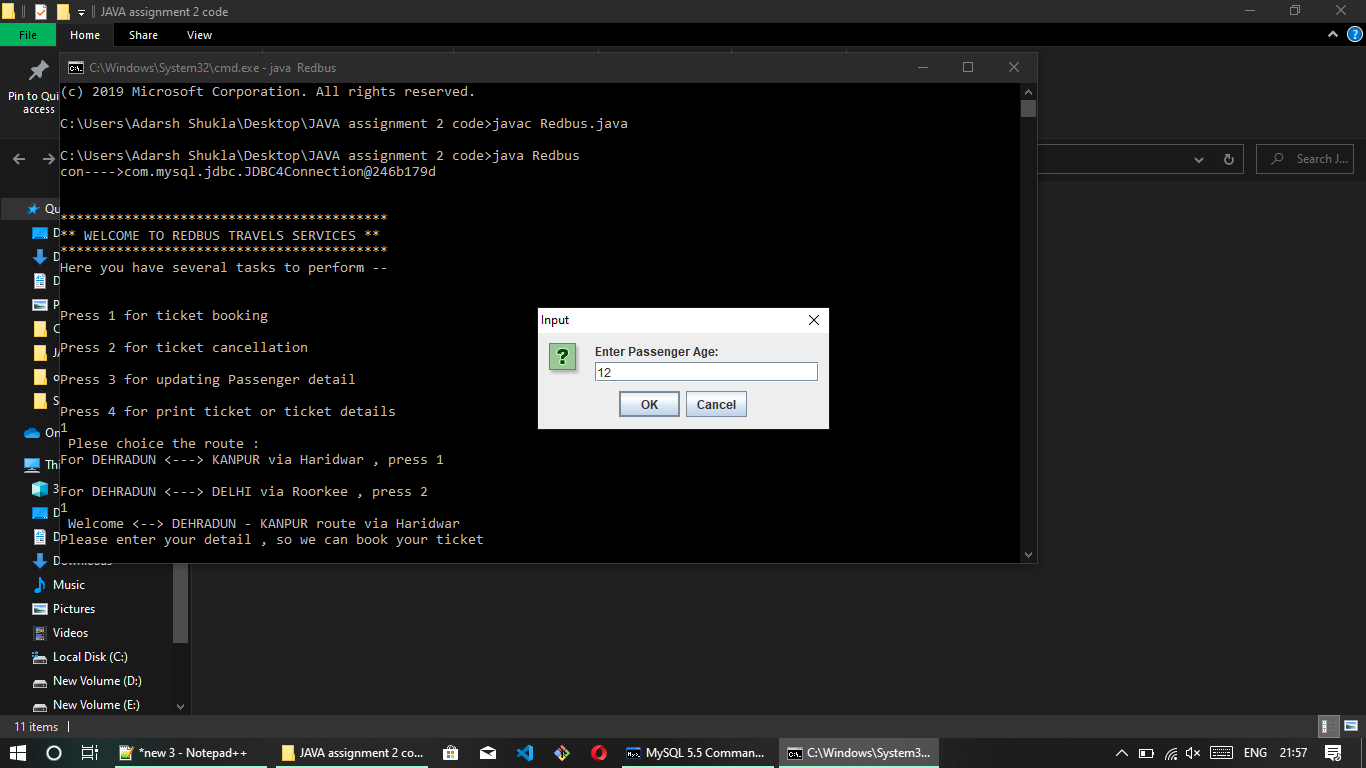 JAVA assignment 2 code
File Home Share View
C:\Windows\System32\cmd.exe - java Redbus
Pin to Qui
access
(c) 2019 Microsoft Corporation. All rights reserved.
C:\Users\Adarsh Shukla\Desktop\JAVA assignment 2 code>javac Redbus.java
C:\Users\Adarsh Shukla\Desktop\JAVA assignment 2 code>java Redbus
con---->com.mysql.jdbc.JDBC4Connection@246b179d
Search J...
*****************************************
** WELCOME TO REDBUS TRAVELS SERVICES **
*****************************************
Here you have several tasks to perform --
Press 1 for ticket booking
Press 2 for ticket cancellation
Press 3 for updating Passenger detail
Press 4 for print ticket or ticket details
1
Plese choice the route :
For DEHRADUN <---> KANPUR via Haridwar , press 1
For DEHRADUN <---> DELHI via Roorkee , press 2
1
Welcome <--> DEHRADUN - KANPUR route via Haridwar
Please enter your detail , so we can book your ticket
Input
Enter Passenger Age:
12
OK Cancel
Qu
D
D
D
P
C
JA
o
S
On
Thi
3
D
D
Downloads
Music
Pictures
Videos
Local Disk (C:)
New Volume (D:)
New Volume (E:)
11 items
*new 3 - Notepad++
JAVA assignment 2 co...
MySQL 5.5 Comman...
C:\Windows\System3...
ENG 21:57